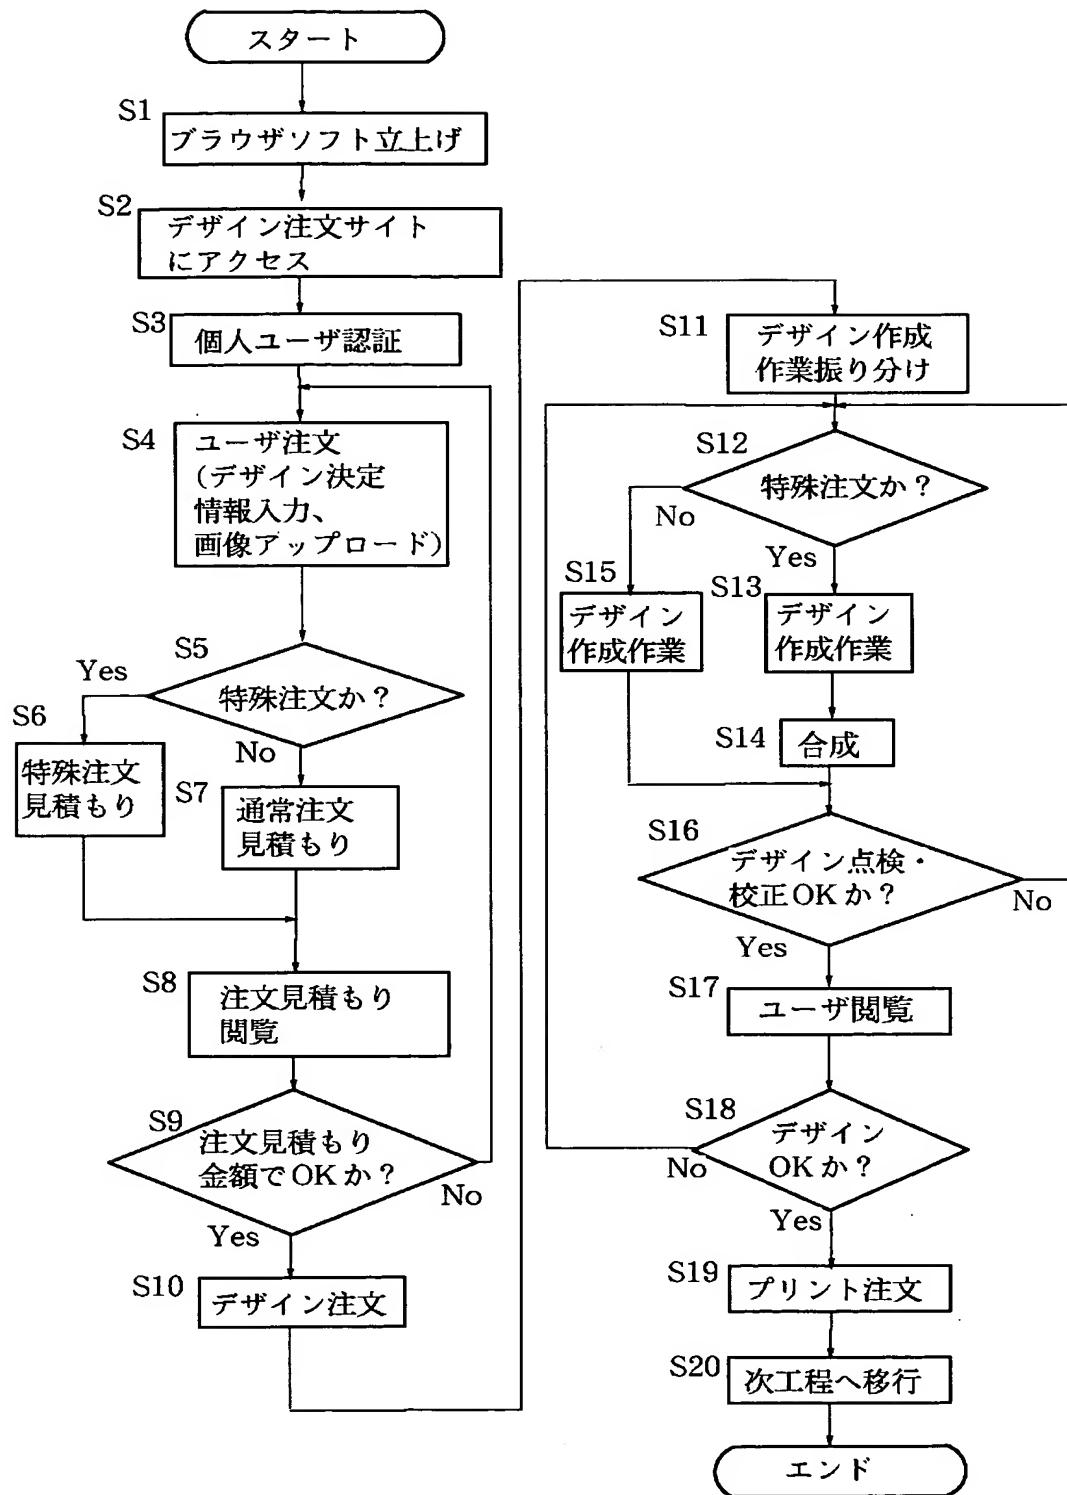 スタート
S1
ブラウザソフト立上げ
S2
デザイン注文サイト
にアクセス
S3
個人ユーザ認証
S4
ユーザ注文
(デザイン決定
情報入力、
画像アップロード)
S5
特殊注文か？
Yes
No
S6
特殊注文
見積もり
S7
通常注文
見積もり
S8
注文見積もり
閲覧
S9
注文見積もり
金額でOKか？
No
Yes
S10
デザイン注文
S11
デザイン作成
作業振り分け
S12
特殊注文か？
No
Yes
S15
デザイン
作成作業
S13
デザイン
作成作業
S14
合成
S16
デザイン点検・
校正OKか？
No
Yes
S17
ユーザ閲覧
S18
デザイン
OKか？
No
Yes
S19
プリント注文
S20
次工程へ移行
エンド